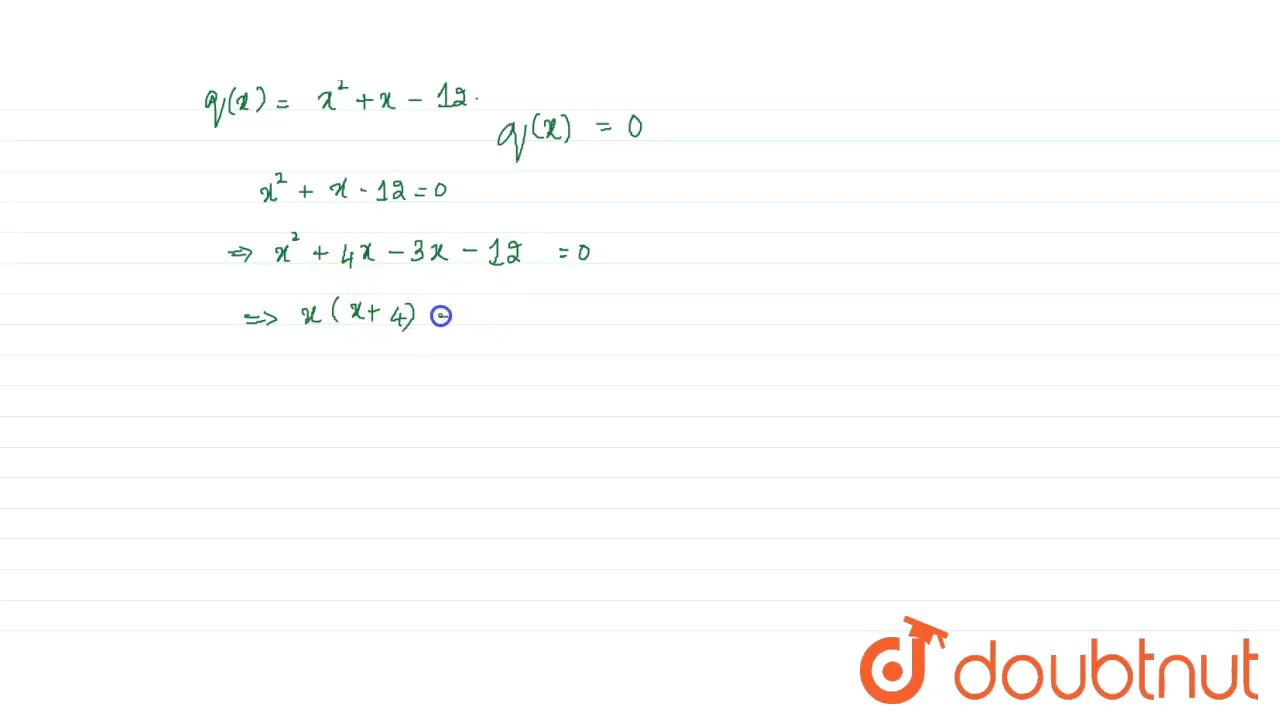 q(x) = x² + x - 12.
q(x) = 0
x² + x - 12 = 0
⇒ x² + 4x - 3x - 12 = 0
⇒ x(x + 4) -
doubtnut